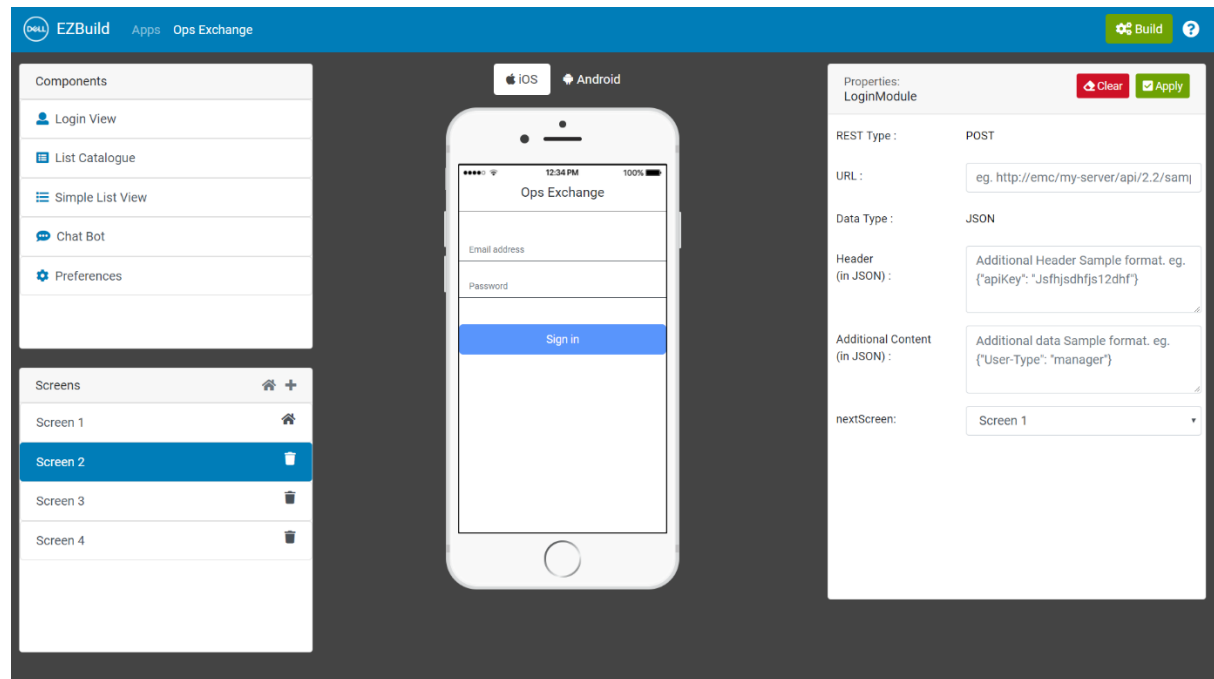 DELL EZBuild Apps Ops Exchange
Build ?
Components
Login View
List Catalogue
Simple List View
Chat Bot
Preferences
Screens
Screen 1
Screen 2
Screen 3
Screen 4
iOS Android
12:34 PM 100%
Ops Exchange
Email address
Password
Sign in
Properties:
LoginModule
Clear Apply
REST Type : POST
URL : eg. http://emc/my-server/api/2.2/samp
Data Type : JSON
Header
(in JSON) :
Additional Header Sample format. eg.
{"apiKey": "Jsfhjsdhfjs12dhf"}
Additional Content
(in JSON) :
Additional data Sample format. eg.
{"User-Type": "manager"}
nextScreen: Screen 1